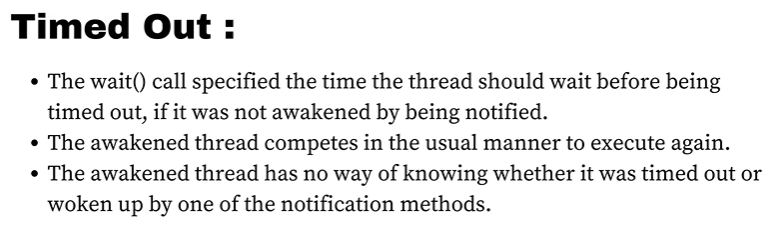 Timed Out :
• The wait() call specified the time the thread should wait before being
timed out, if it was not awakened by being notified.
• The awakened thread competes in the usual manner to execute again.
• The awakened thread has no way of knowing whether it was timed out or
woken up by one of the notification methods.